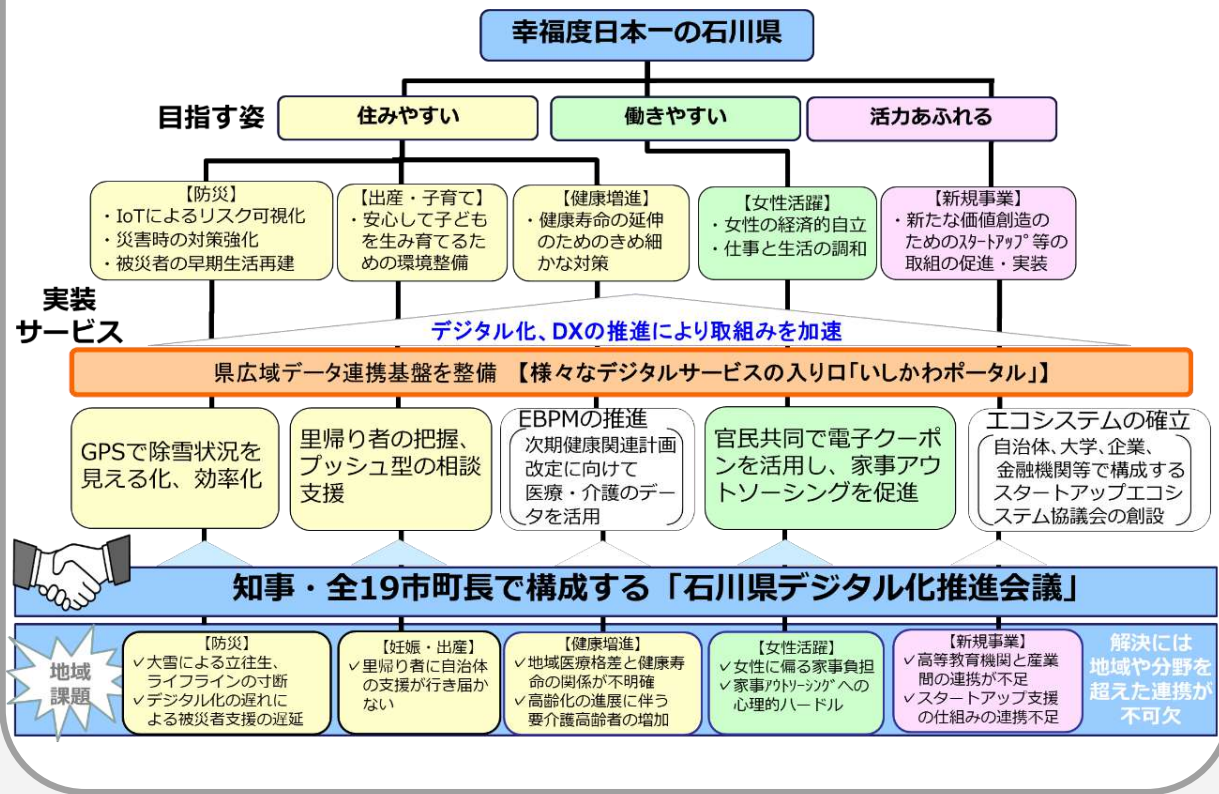 幸福度日本一の石川県
目指す姿
住みやすい
働きやすい
活力あふれる
【防災】
・IoTによるリスク可視化
・災害時の対策強化
・被災者の早期生活再建
【出産・子育て】
・安心して子ども
を生み育てるた
めの環境整備
【健康増進】
・健康寿命の延伸
のためのきめ細
かな対策
【女性活躍】
・女性の経済的自立
・仕事と生活の調和
【新規事業】
・新たな価値創造の
ためのｽﾀｰﾄｱｯﾌﾟ等の
取組の促進・実装
実装
サービス
デジタル化、DXの推進により取組みを加速
県広域データ連携基盤を整備 【様々なデジタルサービスの入り口「いしかわポータル」】
GPSで除雪状況を
見える化、効率化
里帰り者の把握、
プッシュ型の相談
支援
EBPMの推進
次期健康関連計画
改定に向けて
医療・介護のデー
タを活用
官民共同で電子クーポ
ンを活用し、家事アウ
トソーシングを促進
エコシステムの確立
自治体、大学、企業、
金融機関等で構成する
スタートアップエコシ
ステム協議会の創設
知事・全19市町長で構成する「石川県デジタル化推進会議」
地域
課題
【防災】
✓大雪による立往生、
ライフラインの寸断
✓デジタル化の遅れに
よる被災者支援の遅延
【妊娠・出産】
✓里帰り者に自治体
の支援が行き届か
ない
【健康増進】
✓地域医療格差と健康寿
命の関係が不明確
✓高齢化の進展に伴う
要介護高齢者の増加
【女性活躍】
✓女性に偏る家事負担
✓家事ｱｳﾄｿｰｼﾝｸﾞへの
心理的ハードル
【新規事業】
✓高等教育機関と産業
間の連携が不足
✓スタートアップ支援
の仕組みの連携不足
解決には
地域や分野を
超えた連携が
不可欠